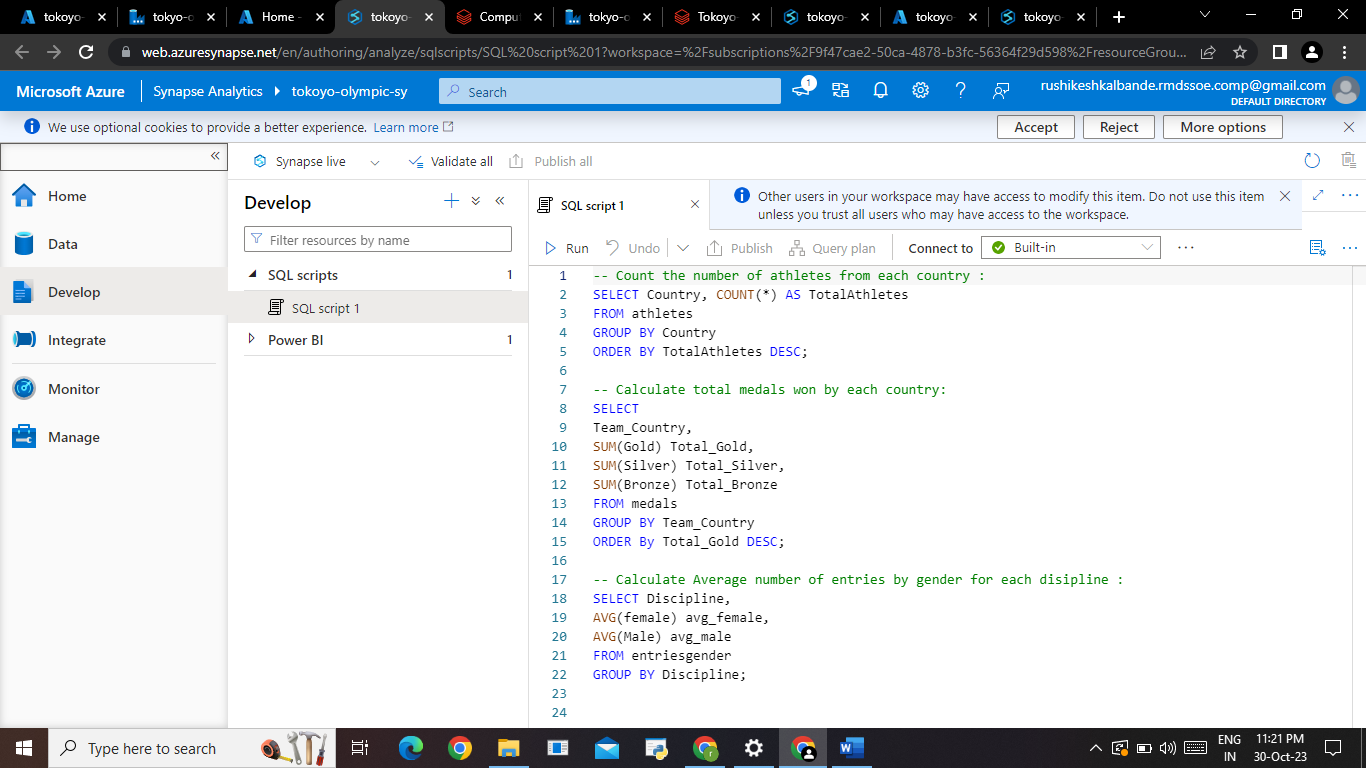 tokoyo-
tokyo-o
Home -
tokoyo-
Comput
tokyo-o
Tokoyo-
tokoyo-
tokoyo-
tokoyo-
web.azuresynapse.net/en/authoring/analyze/sqlscripts/SQL%20script%201?workspace=%2Fsubscriptions%2F9f47cae2-50ca-4878-b3fc-56364f29d598%2FresourceGrou...
Microsoft Azure
Synapse Analytics
tokoyo-olympic-sy
Search
1
rushikeshkalbande.rmdssoe.comp@gmail.com
DEFAULT DIRECTORY
We use optional cookies to provide a better experience. Learn more
Accept
Reject
More options
Synapse live
Validate all
Publish all
Home
Data
Develop
Integrate
Monitor
Manage
Develop
Filter resources by name
SQL scripts 1
SQL script 1
Power BI 1
SQL script 1
Other users in your workspace may have access to modify this item. Do not use this item
unless you trust all users who may have access to the workspace.
Run
Undo
Publish
Query plan
Connect to
Built-in
1 -- Count the number of athletes from each country :
2 SELECT Country, COUNT(*) AS TotalAthletes
3 FROM athletes
4 GROUP BY Country
5 ORDER BY TotalAthletes DESC;
6
7 -- Calculate total medals won by each country:
8 SELECT
9 Team_Country,
10 SUM(Gold) Total_Gold,
11 SUM(Silver) Total_Silver,
12 SUM(Bronze) Total_Bronze
13 FROM medals
14 GROUP BY Team_Country
15 ORDER By Total_Gold DESC;
16
17 -- Calculate Average number of entries by gender for each disipline :
18 SELECT Discipline,
19 AVG(female) avg_female,
20 AVG(Male) avg_male
21 FROM entriesgender
22 GROUP BY Discipline;
23
24
Type here to search
ENG
IN
11:21 PM
30-Oct-23